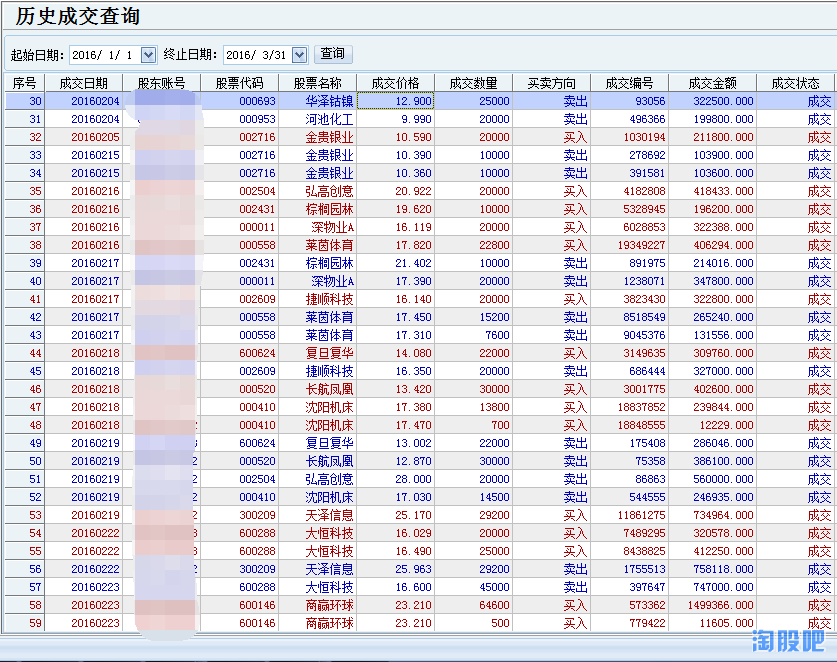 历史成交查询
起始日期: 2016/ 1/ 1 终止日期: 2016/ 3/31 查询
序号 成交日期 股东账号 股票代码 股票名称 成交价格 成交数量 买卖方向 成交编号 成交金额 成交状态
30 20160204 000693 华泽钴镍 12.900 25000 卖出 93056 322500.000 成交
31 20160204 000953 河池化工 9.990 20000 卖出 496366 199800.000 成交
32 20160205 002716 金贵银业 10.590 20000 买入 1030194 211800.000 成交
33 20160215 002716 金贵银业 10.390 10000 卖出 278692 103900.000 成交
34 20160215 002716 金贵银业 10.360 10000 卖出 391581 103600.000 成交
35 20160216 002504 弘高创意 20.922 20000 买入 4182808 418433.000 成交
36 20160216 002431 棕榈园林 19.620 10000 买入 5328945 196200.000 成交
37 20160216 000011 深物业A 16.119 20000 买入 6028853 322388.000 成交
38 20160216 000558 莱茵体育 17.820 22800 买入 19349227 406294.000 成交
39 20160217 002431 棕榈园林 21.402 10000 卖出 891975 214016.000 成交
40 20160217 000011 深物业A 17.390 20000 卖出 1238071 347800.000 成交
41 20160217 002609 捷顺科技 16.140 20000 买入 3823430 322800.000 成交
42 20160217 000558 莱茵体育 17.450 15200 卖出 8518549 265240.000 成交
43 20160217 000558 莱茵体育 17.310 7600 卖出 9045376 131556.000 成交
44 20160218 600624 复旦复华 14.080 22000 买入 3149635 309760.000 成交
45 20160218 002609 捷顺科技 16.350 20000 卖出 686444 327000.000 成交
46 20160218 000520 长航凤凰 13.420 30000 买入 3001775 402600.000 成交
47 20160218 000410 沈阳机床 17.380 13800 买入 18837852 239844.000 成交
48 20160218 000410 沈阳机床 17.470 700 买入 18848555 12229.000 成交
49 20160219 600624 复旦复华 13.002 22000 卖出 175408 286046.000 成交
50 20160219 2 000520 长航凤凰 12.870 30000 卖出 75358 386100.000 成交
51 20160219 2 002504 弘高创意 28.000 20000 卖出 86863 560000.000 成交
52 20160219 2 000410 沈阳机床 17.030 14500 卖出 544555 246935.000 成交
53 20160219 2 300209 天泽信息 25.170 29200 买入 11861275 734964.000 成交
54 20160222 600288 大恒科技 16.029 20000 买入 7489295 320578.000 成交
55 20160222 600288 大恒科技 16.490 25000 买入 8438825 412250.000 成交
56 20160222 2 300209 天泽信息 25.963 29200 卖出 1755513 758118.000 成交
57 20160223 600288 大恒科技 16.600 45000 卖出 397647 747000.000 成交
58 20160223 600146 商赢环球 23.210 64600 买入 573362 1499366.000 成交
59 20160223 600146 商赢环球 23.210 500 买入 779422 11605.000 成交
淘股吧